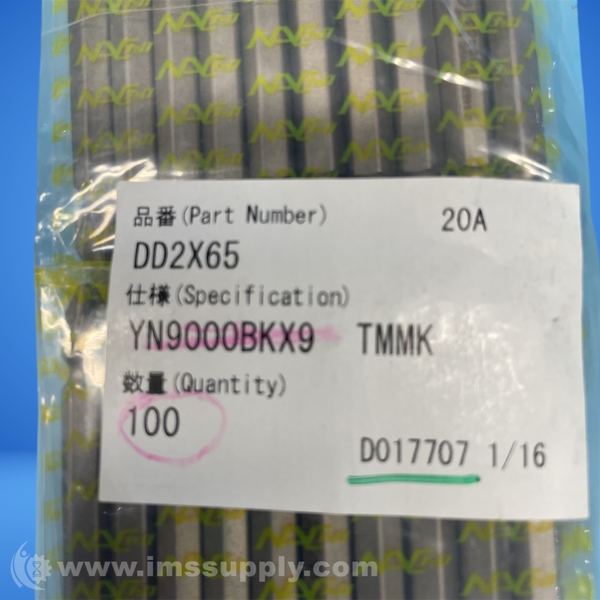 品番(Part Number) 20A
DD2X65
仕様(Specification)
YN9000BKX9 TMMK
数量(Quantity)
100
D017707 1/16
www.imssupply.com